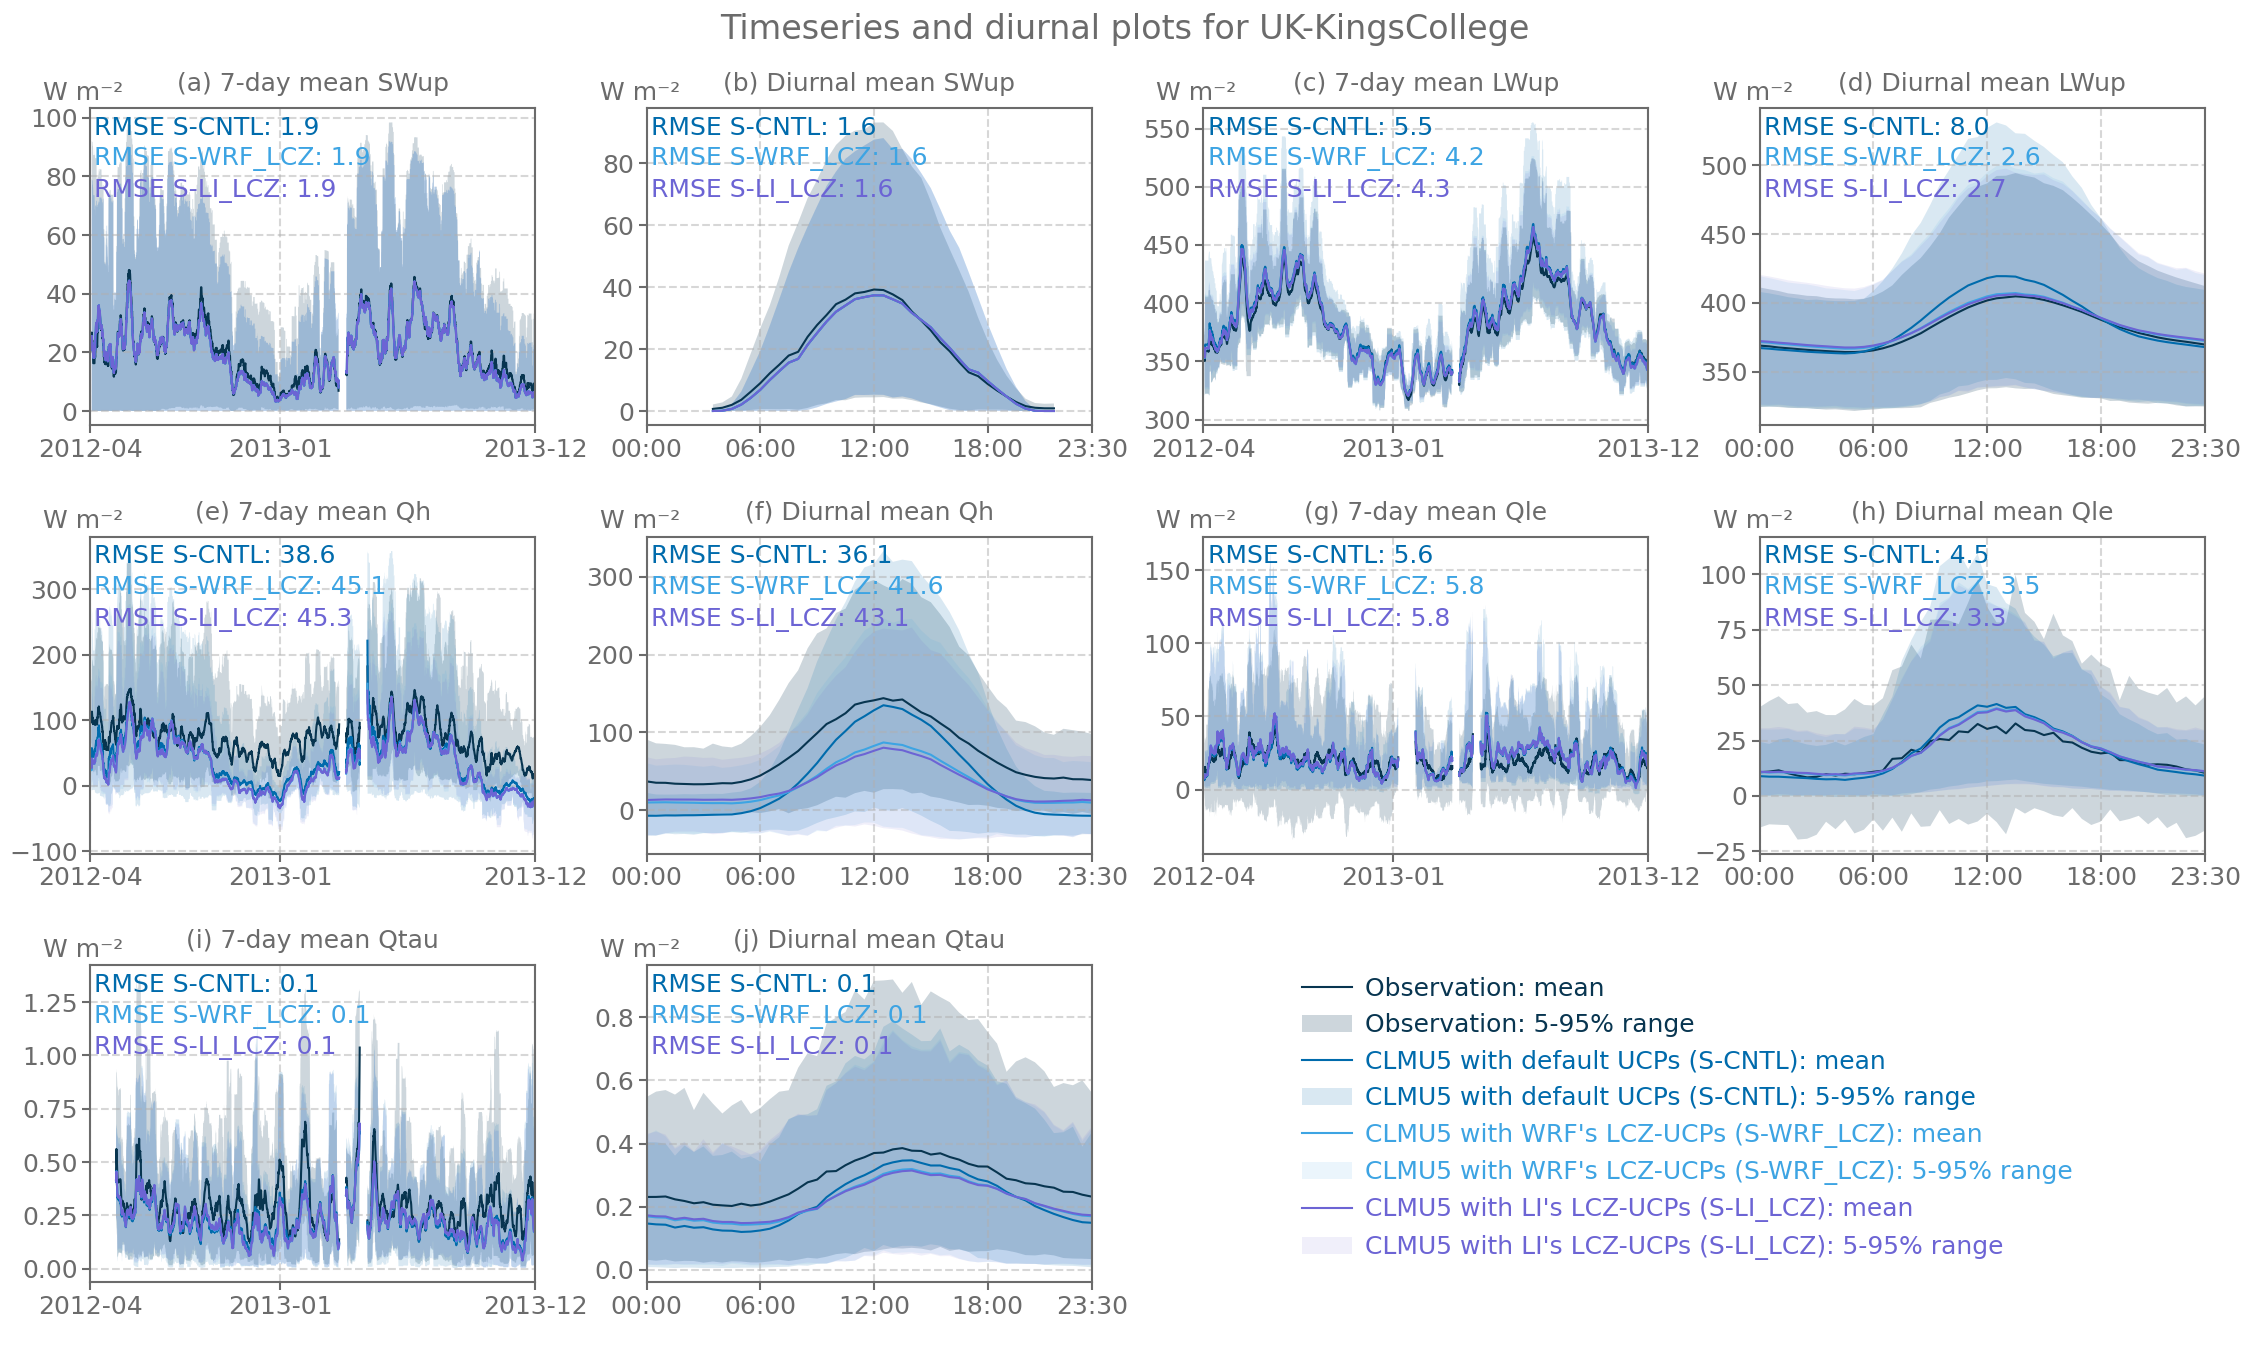 Timeseries and diurnal plots for UK-KingsCollege
W m⁻² (a) 7-day mean SWup
RMSE S-CNTL: 1.9
RMSE S-WRF_LCZ: 1.9
RMSE S-LI_LCZ: 1.9
100
80
60
40
20
0
2012-04 2013-01 2013-12
W m⁻² (b) Diurnal mean SWup
RMSE S-CNTL: 1.6
RMSE S-WRF_LCZ: 1.6
RMSE S-LI_LCZ: 1.6
80
60
40
20
0
00:00 06:00 12:00 18:00 23:30
W m⁻² (c) 7-day mean LWup
RMSE S-CNTL: 5.5
RMSE S-WRF_LCZ: 4.2
RMSE S-LI_LCZ: 4.3
550
500
450
400
350
300
2012-04 2013-01 2013-12
W m⁻² (d) Diurnal mean LWup
RMSE S-CNTL: 8.0
RMSE S-WRF_LCZ: 2.6
RMSE S-LI_LCZ: 2.7
500
450
400
350
00:00 06:00 12:00 18:00 23:30
W m⁻² (e) 7-day mean Qh
RMSE S-CNTL: 38.6
RMSE S-WRF_LCZ: 45.1
RMSE S-LI_LCZ: 45.3
300
200
100
0
−100
2012-04 2013-01 2013-12
W m⁻² (f) Diurnal mean Qh
RMSE S-CNTL: 36.1
RMSE S-WRF_LCZ: 41.6
RMSE S-LI_LCZ: 43.1
300
200
100
0
00:00 06:00 12:00 18:00 23:30
W m⁻² (g) 7-day mean Qle
RMSE S-CNTL: 5.6
RMSE S-WRF_LCZ: 5.8
RMSE S-LI_LCZ: 5.8
150
100
50
0
2012-04 2013-01 2013-12
W m⁻² (h) Diurnal mean Qle
RMSE S-CNTL: 4.5
RMSE S-WRF_LCZ: 3.5
RMSE S-LI_LCZ: 3.3
100
75
50
25
0
−25
00:00 06:00 12:00 18:00 23:30
W m⁻² (i) 7-day mean Qtau
RMSE S-CNTL: 0.1
RMSE S-WRF_LCZ: 0.1
RMSE S-LI_LCZ: 0.1
1.25
1.00
0.75
0.50
0.25
0.00
2012-04 2013-01 2013-12
W m⁻² (j) Diurnal mean Qtau
RMSE S-CNTL: 0.1
RMSE S-WRF_LCZ: 0.1
RMSE S-LI_LCZ: 0.1
0.8
0.6
0.4
0.2
0.0
00:00 06:00 12:00 18:00 23:30
Observation: mean
Observation: 5-95% range
CLMU5 with default UCPs (S-CNTL): mean
CLMU5 with default UCPs (S-CNTL): 5-95% range
CLMU5 with WRF's LCZ-UCPs (S-WRF_LCZ): mean
CLMU5 with WRF's LCZ-UCPs (S-WRF_LCZ): 5-95% range
CLMU5 with LI's LCZ-UCPs (S-LI_LCZ): mean
CLMU5 with LI's LCZ-UCPs (S-LI_LCZ): 5-95% range